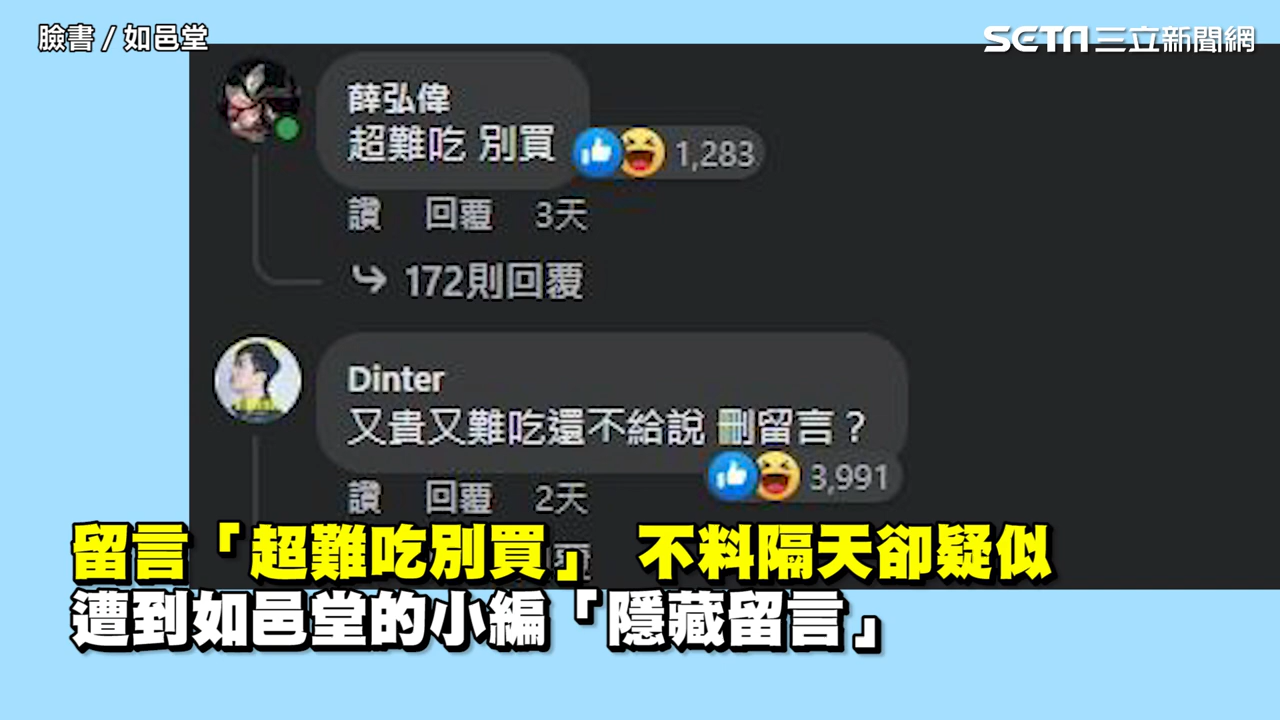 臉書/如邑堂
SETN三立新聞網
薛弘偉
超難吃 別買
1,283
讚 回覆 3天
172則回覆
Dinter
又貴又難吃還不給說 刪留言?
3,991
讚 回覆 2天
留言「超難吃別買」 不料隔天卻疑似
遭到如邑堂的小編「隱藏留言」